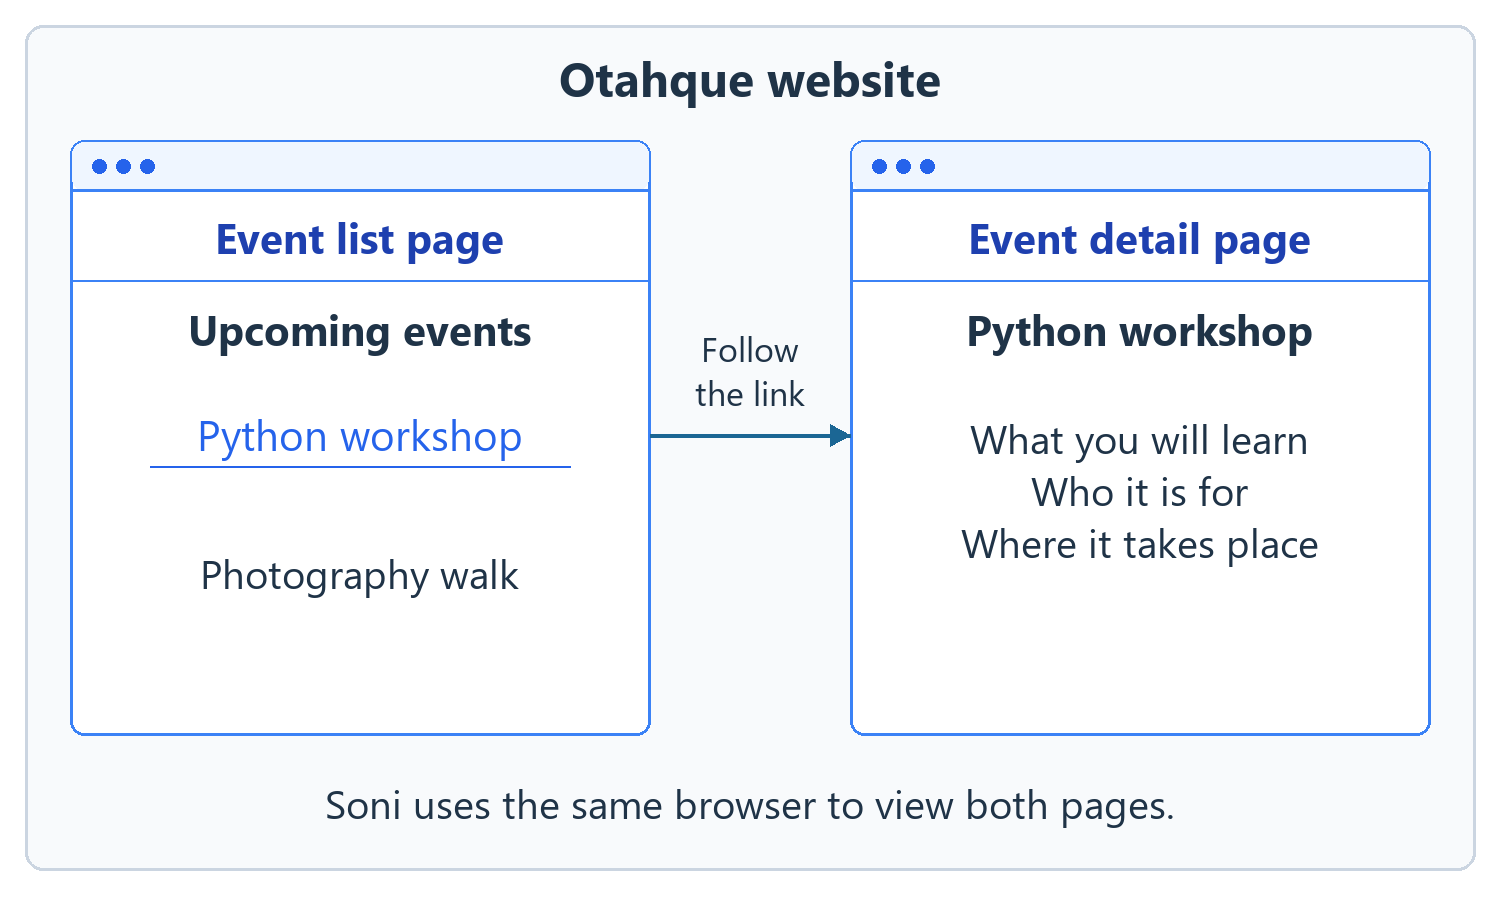 Otahque website
Event list page
Upcoming events
Python workshop
Photography walk
Follow
the link
Event detail page
Python workshop
What you will learn
Who it is for
Where it takes place
Soni uses the same browser to view both pages.